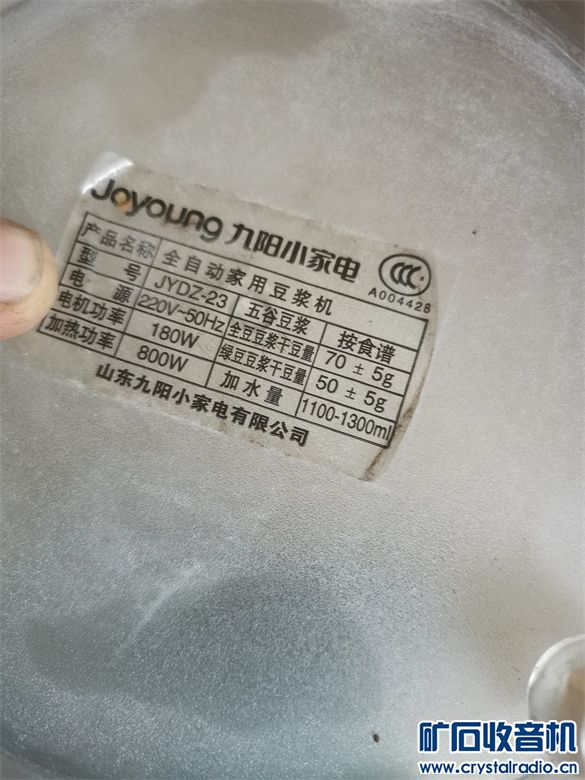 Joyoung 九阳小家电
A004428
产品名称 全自动家用豆浆机
型号 JYDZ-23 五谷豆浆 按食谱
电源 220V~50Hz 全豆豆浆干豆量 70±5g
电机功率 180W 绿豆豆浆干豆量 50±5g
加热功率 800W 加水量 1100-1300ml
山东九阳小家电有限公司
矿石收音机
www.crystalradio.cn